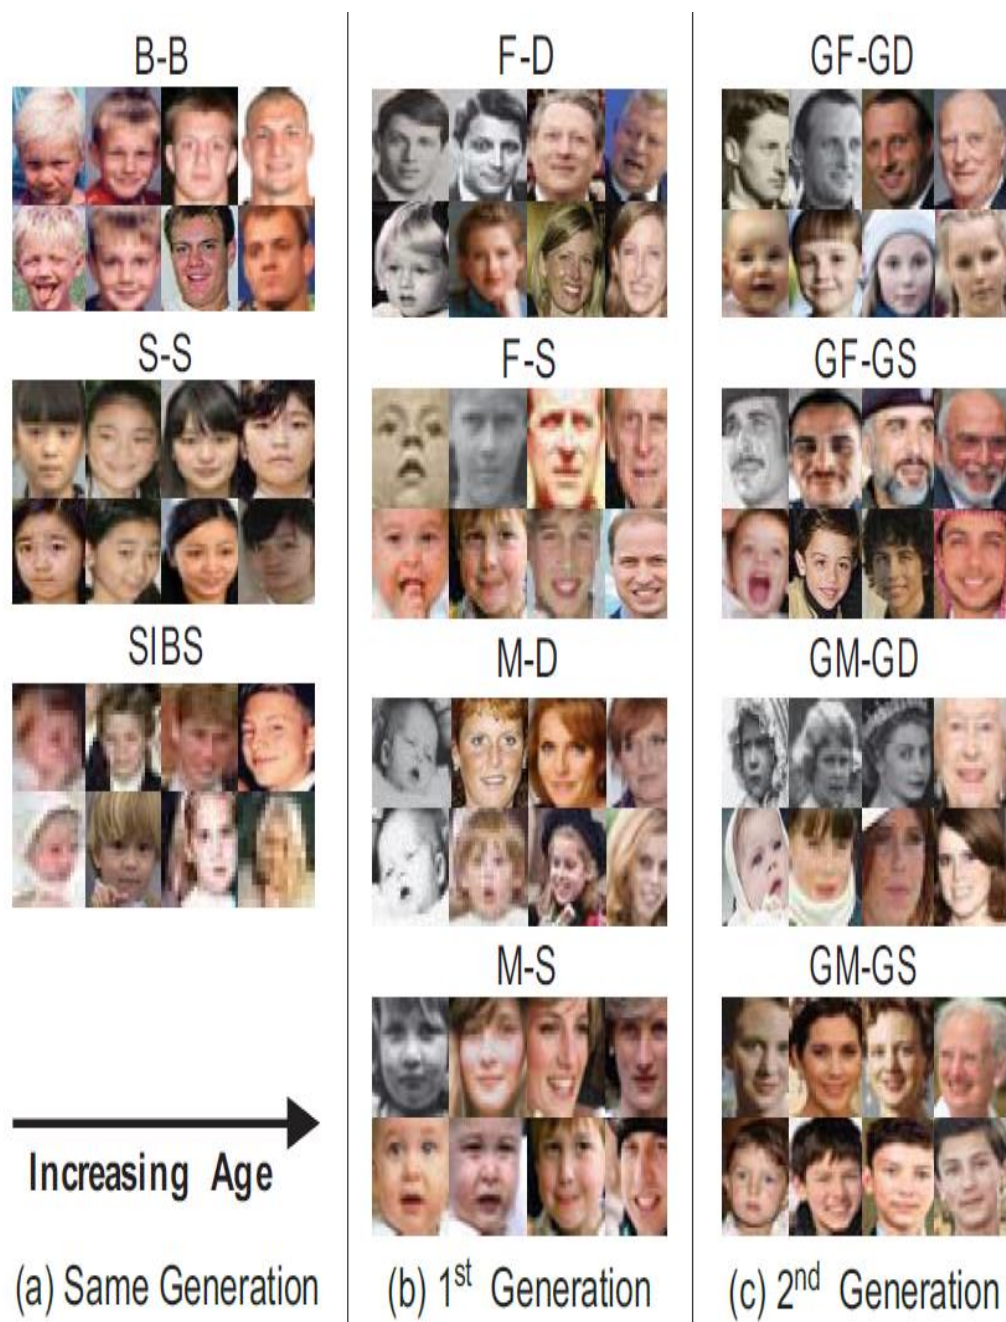 B-B
S-S
SIBS
Increasing Age
(a) Same Generation
F-D
F-S
M-D
M-S
(b) 1st Generation
GF-GD
GF-GS
GM-GD
GM-GS
(c) 2nd Generation